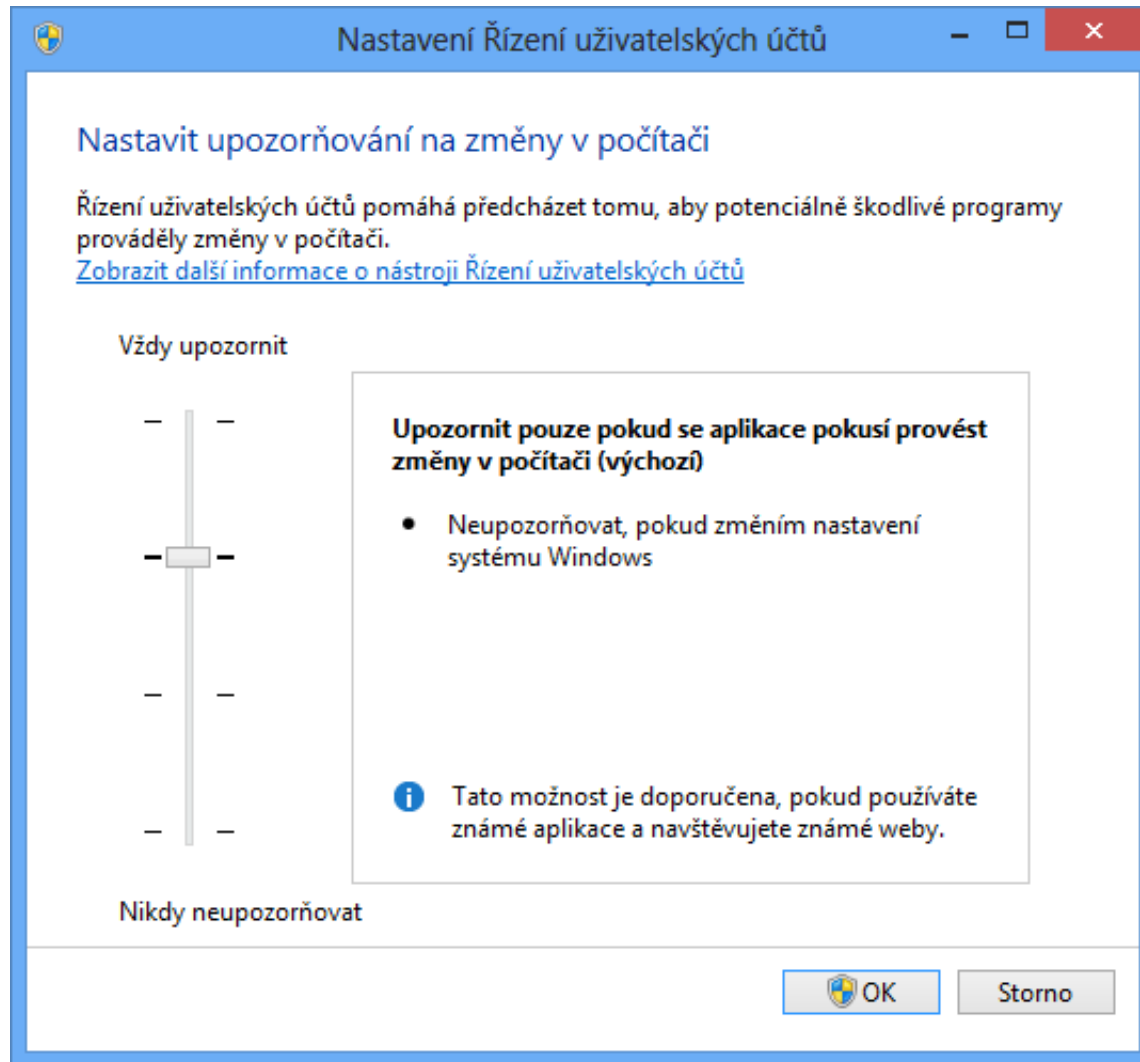 Nastavení Řízení uživatelských účtů
Nastavit upozorňování na změny v počítači
Řízení uživatelských účtů pomáhá předcházet tomu, aby potenciálně škodlivé programy
prováděly změny v počítači.
Zobrazit další informace o nástroji Řízení uživatelských účtů
Vždy upozornit
Upozornit pouze pokud se aplikace pokusí provést
změny v počítači (výchozí)
Neupozorňovat, pokud změním nastavení
systému Windows
Tato možnost je doporučena, pokud používáte
známé aplikace a navštěvujete známé weby.
Nikdy neupozorňovat
OK
Storno